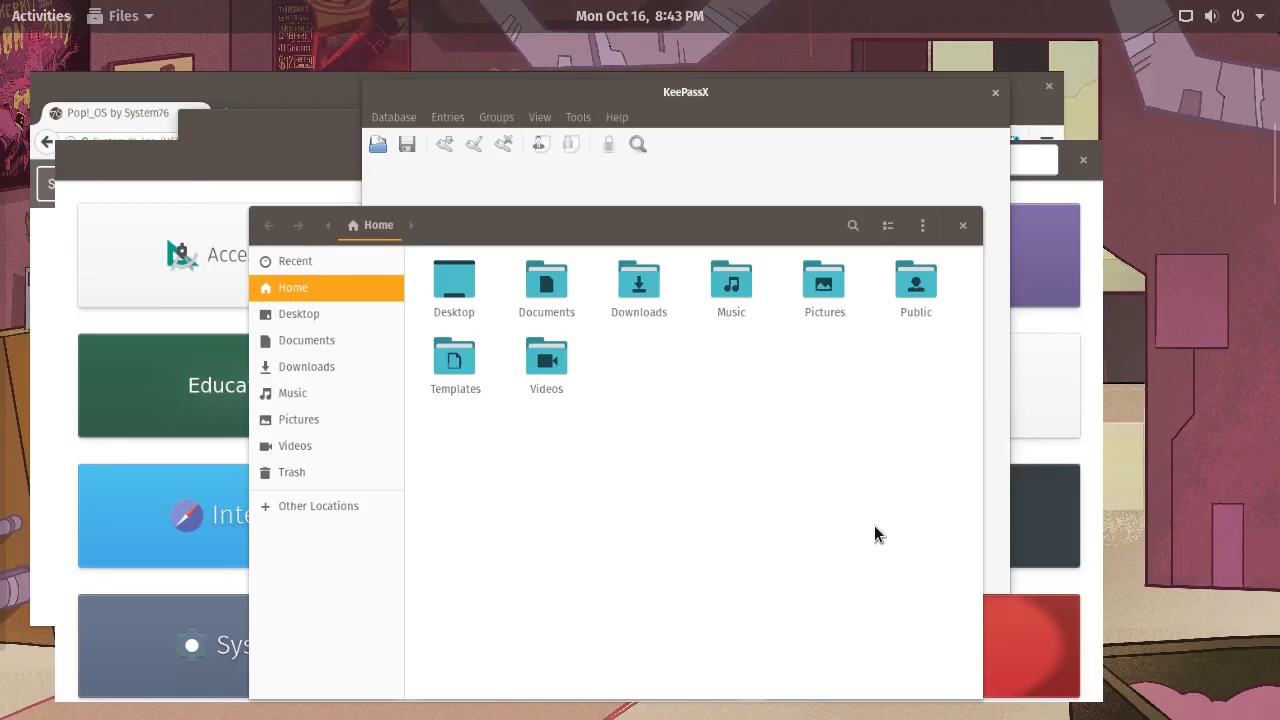 Activities
Files
Mon Oct 16, 8:43 PM
KeePassX
Pop!_OS by System76
Database Entries Groups View Tools Help
S
Acce
Home
Recent
Home
Desktop
Documents
Downloads
Music
Pictures
Videos
Trash
Other Locations
Desktop Documents Downloads Music Pictures Public
Templates Videos
Educa
Inte
Sys